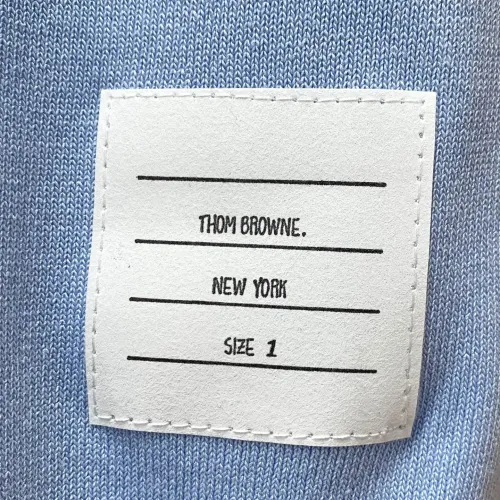 THOM BROWNE.
NEW YORK
SIZE 1